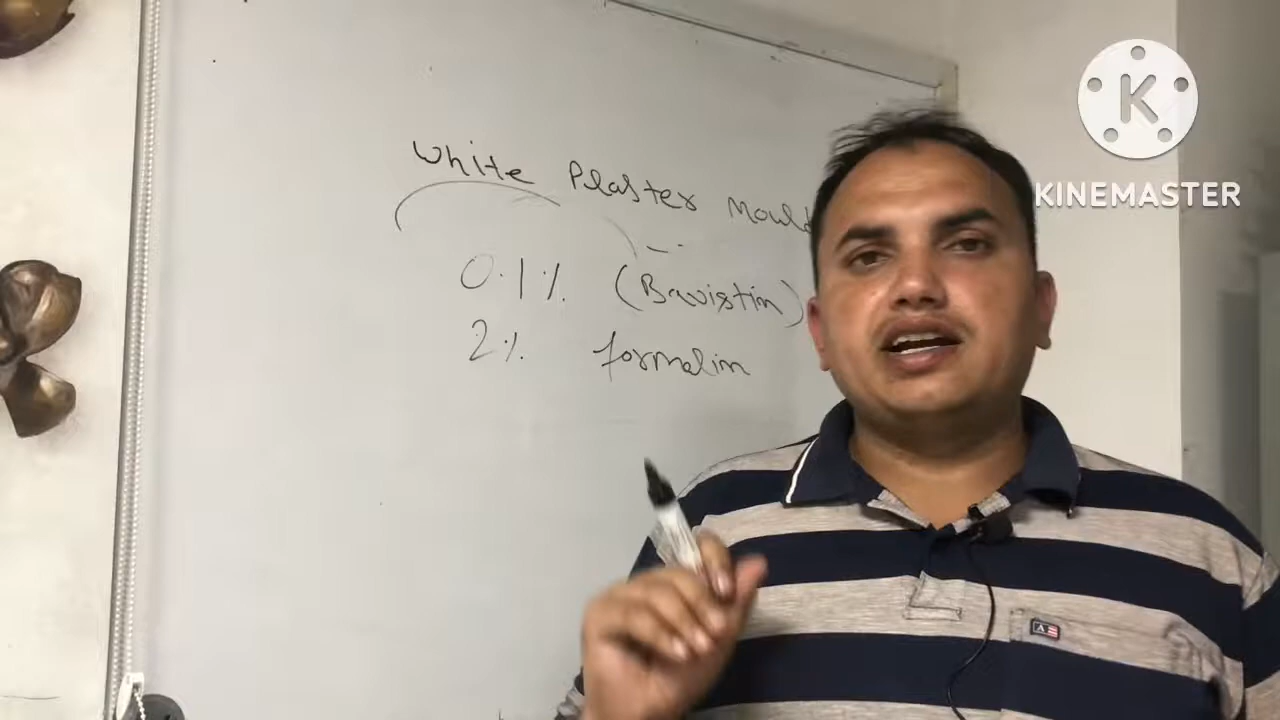 White Plaster Mould
0.1% (Bavistin)
2% formalin
K
KINEMASTER
A